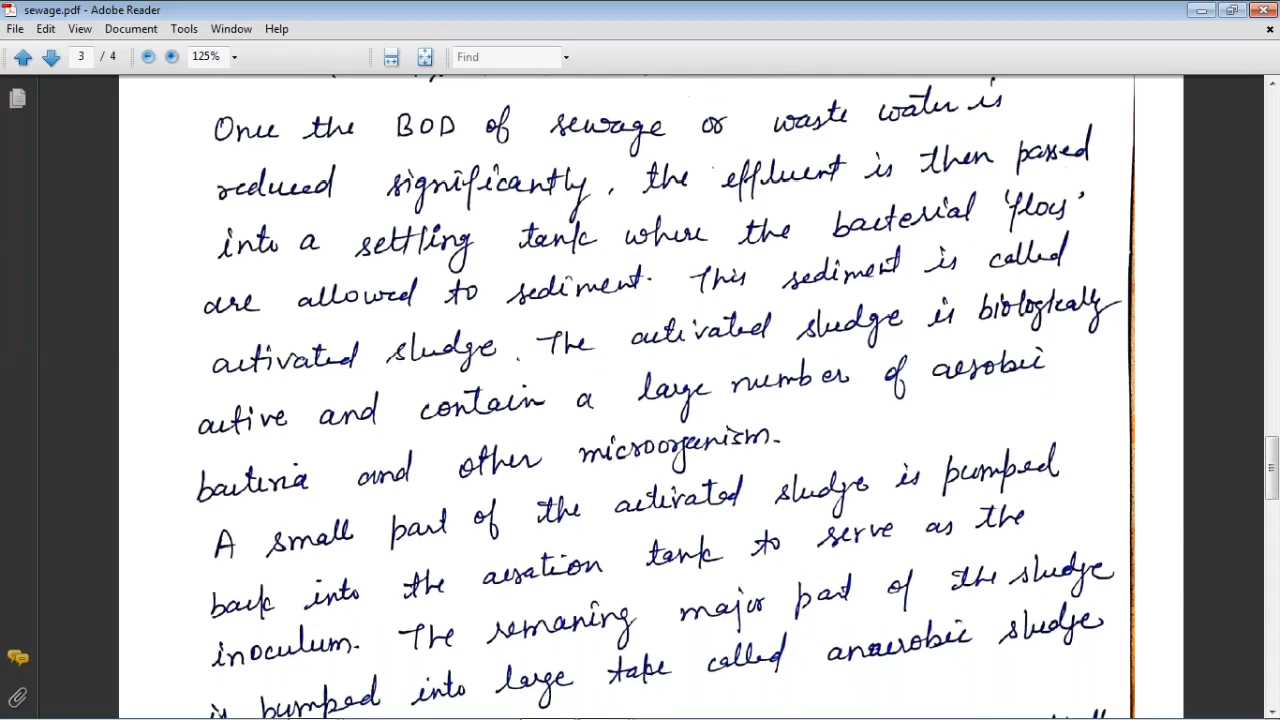 sewage.pdf - Adobe Reader
File Edit View Document Tools Window Help
3 / 4 125% Find
Once the BOD of sewage or waste water is
reduced significantly, the effluent is then passed
into a settling tank where the bacterial 'flocs'
are allowed to sediment. This sediment is called
activated sludge. The activated sludge is biologically
active and contain a large number of aerobic
bacteria and other microorganism.
A small part of the activated sludge is pumped
back into the aeration tank to serve as the
inoculum. The remaning major part of the sludge
is pumped into large take called anaerobic sludge